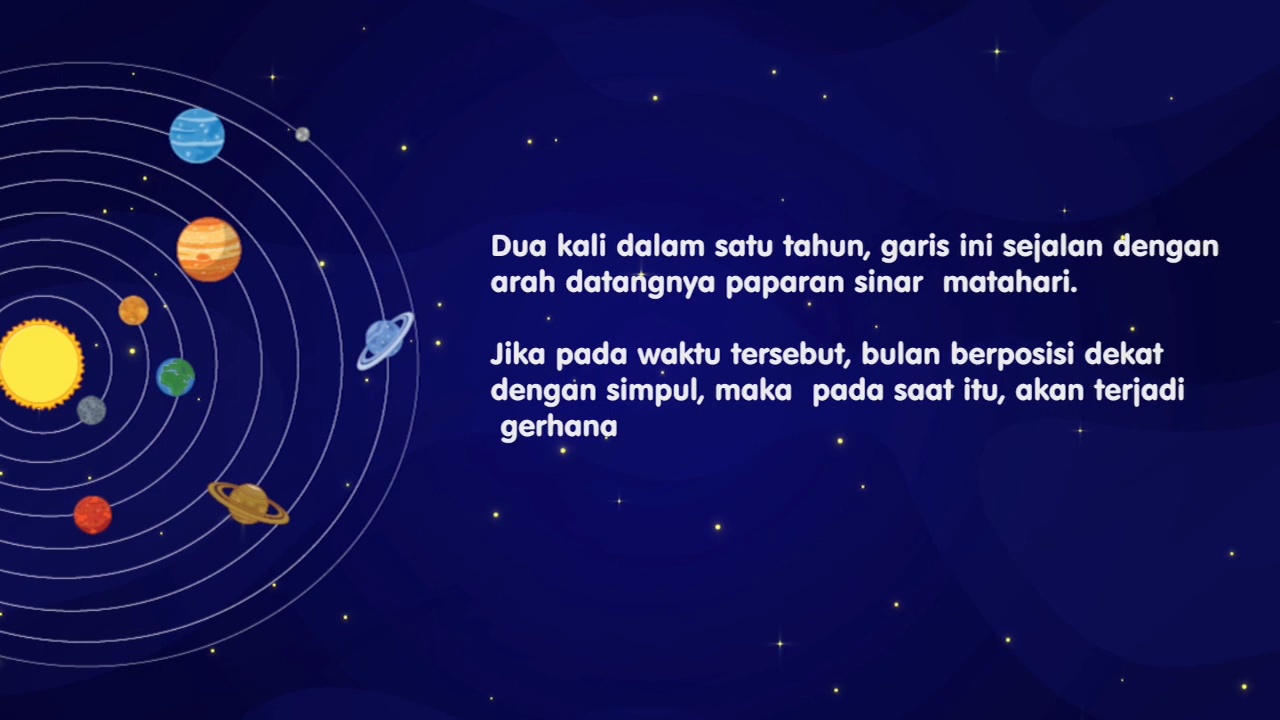 Dua kali dalam satu tahun, garis ini sejalan dengan
arah datangnya paparan sinar matahari.
Jika pada waktu tersebut, bulan berposisi dekat
dengan simpul, maka pada saat itu, akan terjadi
gerhana